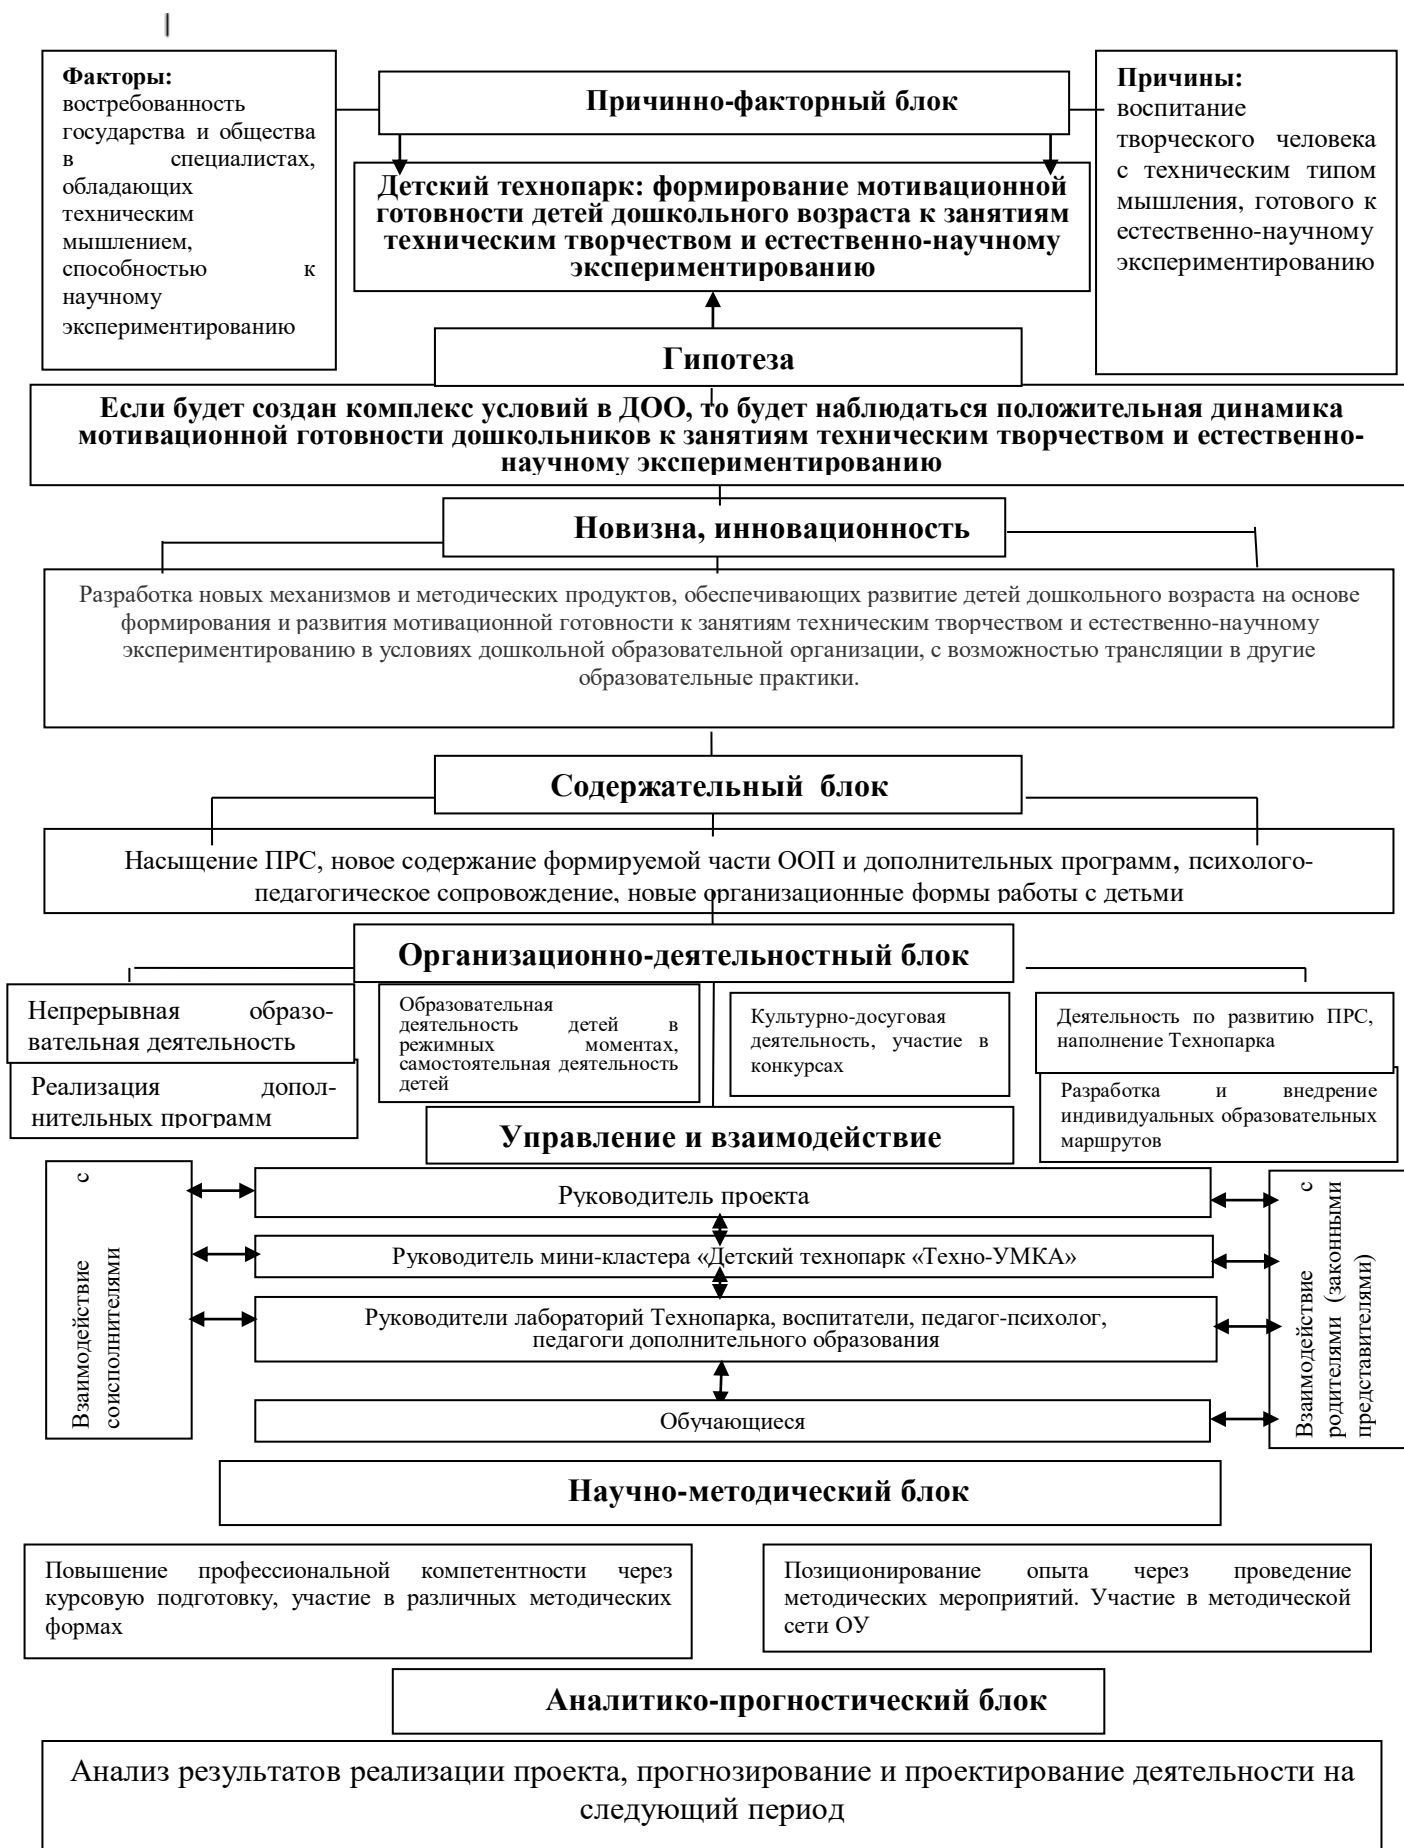 Факторы:
востребованность
государства и общества
в специалистах,
обладающих
техническим
мышлением,
способностью к
научному
экспериментированию
Причинно-факторный блок
Причины:
воспитание
творческого человека
с техническим типом
мышления, готового к
естественно-научному
экспериментированию
Детский технопарк: формирование мотивационной
готовности детей дошкольного возраста к занятиям
техническим творчеством и естественно-научному
экспериментированию
Гипотеза
Если будет создан комплекс условий в ДОО, то будет наблюдаться положительная динамика
мотивационной готовности дошкольников к занятиям техническим творчеством и естественно-
научному экспериментированию
Новизна, инновационность
Разработка новых механизмов и методических продуктов, обеспечивающих развитие детей дошкольного возраста на основе
формирования и развития мотивационной готовности к занятиям техническим творчеством и естественно-научному
экспериментированию в условиях дошкольной образовательной организации, с возможностью трансляции в другие
образовательные практики.
Содержательный блок
Насыщение ПРС, новое содержание формируемой части ООП и дополнительных программ, психолого-
педагогическое сопровождение, новые организационные формы работы с детьми
Организационно-деятельностный блок
Непрерывная образо-
вательная деятельность
Реализация допол-
нительных программ
Образовательная
деятельность детей в
режимных моментах,
самостоятельная деятельность
детей
Культурно-досуговая
деятельность, участие в
конкурсах
Деятельность по развитию ПРС,
наполнение Технопарка
Разработка и внедрение
индивидуальных образовательных
маршрутов
Управление и взаимодействие
Взаимодействие с
соисполнителями
Руководитель проекта
Руководитель мини-кластера «Детский технопарк «Техно-УМКА»
Руководители лабораторий Технопарка, воспитатели, педагог-психолог,
педагоги дополнительного образования
Обучающиеся
Взаимодействие с
родителями (законными
представителями)
Научно-методический блок
Повышение профессиональной компетентности через
курсовую подготовку, участие в различных методических
формах
Позиционирование опыта через проведение
методических мероприятий. Участие в методической
сети ОУ
Аналитико-прогностический блок
Анализ результатов реализации проекта, прогнозирование и проектирование деятельности на
следующий период